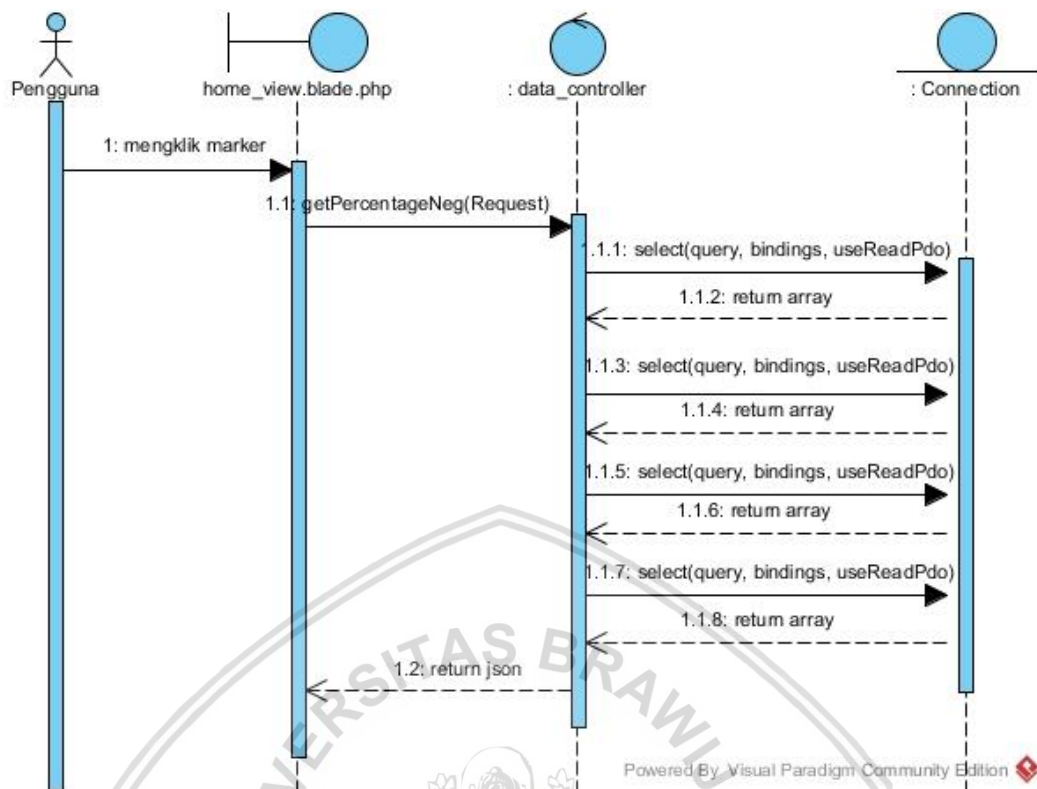 Pengguna
home_view.blade.php
: data_controller
: Connection
1: mengklik marker
1.1: getPercentageNeg(Request)
1.1.1: select(query, bindings, useReadPdo)
1.1.2: return array
1.1.3: select(query, bindings, useReadPdo)
1.1.4: return array
1.1.5: select(query, bindings, useReadPdo)
1.1.6: return array
1.1.7: select(query, bindings, useReadPdo)
1.1.8: return array
1.2: return json
VERSITAS BRAWIJ
Powered By Visual Paradigm Community Edition